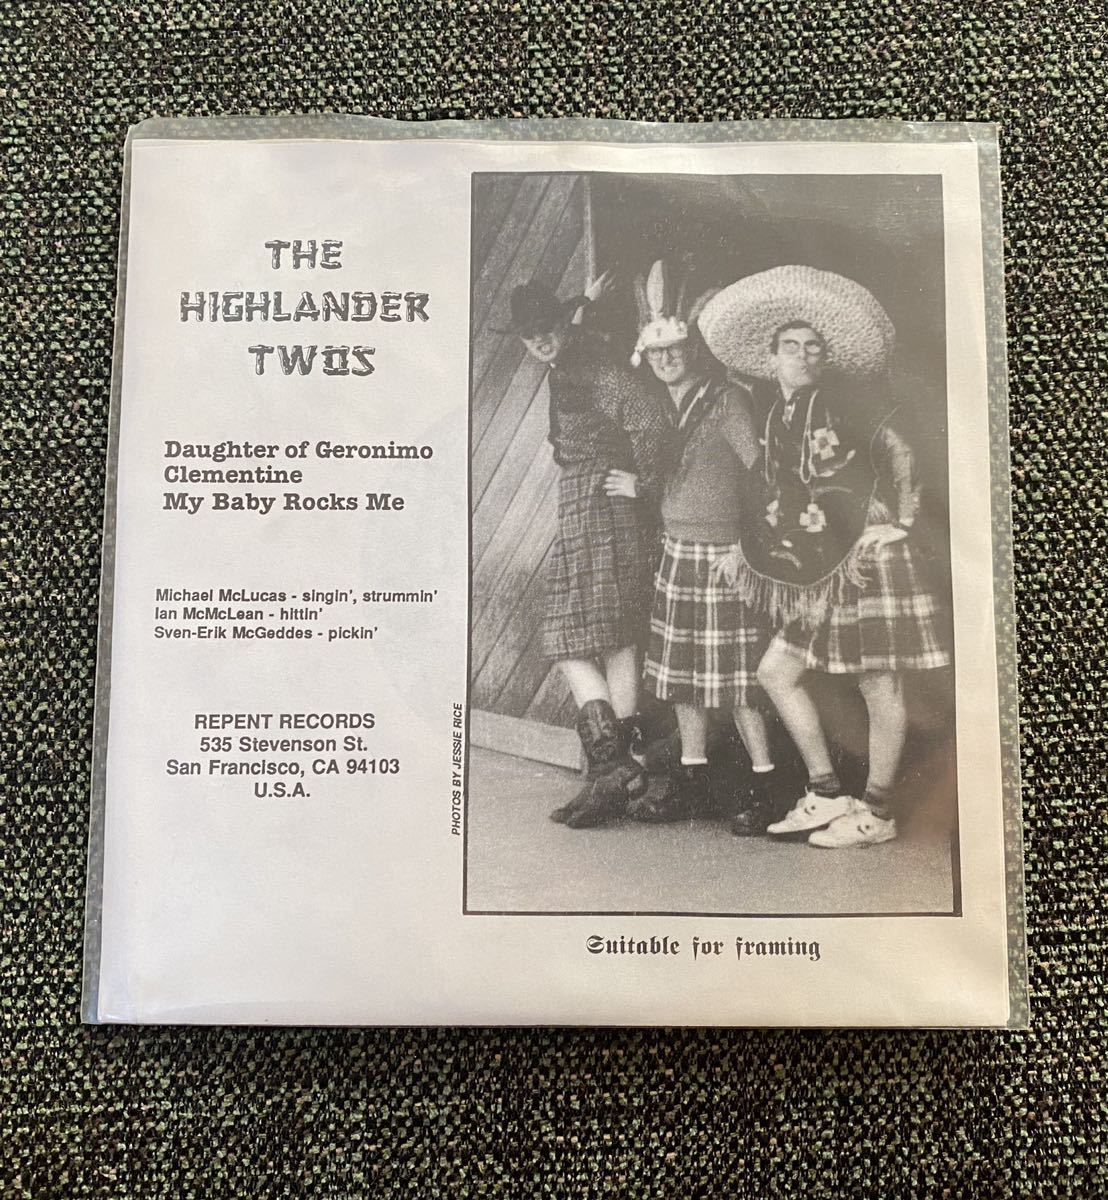 THE
HIGHLANDER
TWOS
Daughter of Geronimo
Clementine
My Baby Rocks Me
Michael McLucas - singin', strummin'
Ian McMcLean - hittin'
Sven-Erik McGeddes - pickin'
REPENT RECORDS
535 Stevenson St.
San Francisco, CA 94103
U.S.A.
PHOTOS BY JESSIE RICE
Suitable for framing